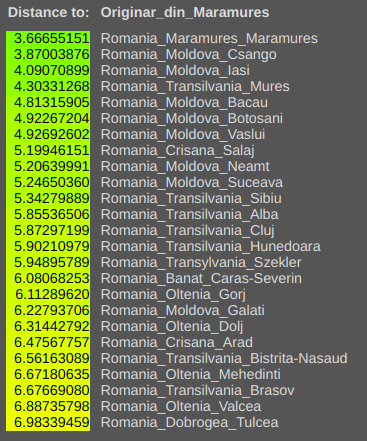 Distance to: Originar_din_Maramures
3.66655151 Romania_Maramures_Maramures
3.87003876 Romania_Moldova_Csango
4.09070899 Romania_Moldova_Iasi
4.30331268 Romania_Transilvania_Mures
4.81315905 Romania_Moldova_Bacau
4.92267204 Romania_Moldova_Botosani
4.92692602 Romania_Moldova_Vaslui
5.19946151 Romania_Crisana_Salaj
5.20639991 Romania_Moldova_Neamt
5.24650360 Romania_Moldova_Suceava
5.34279889 Romania_Transilvania_Sibiu
5.85536506 Romania_Transilvania_Alba
5.87297199 Romania_Transilvania_Cluj
5.90210979 Romania_Transilvania_Hunedoara
5.94895789 Romania_Transylvania_Szekler
6.08068253 Romania_Banat_Caras-Severin
6.11289620 Romania_Oltenia_Gorj
6.22793706 Romania_Moldova_Galati
6.31442792 Romania_Oltenia_Dolj
6.47567757 Romania_Crisana_Arad
6.56163089 Romania_Transilvania_Bistrita-Nasaud
6.67180635 Romania_Oltenia_Mehedinti
6.67669080 Romania_Transilvania_Brasov
6.88735798 Romania_Oltenia_Valcea
6.98339459 Romania_Dobrogea_Tulcea